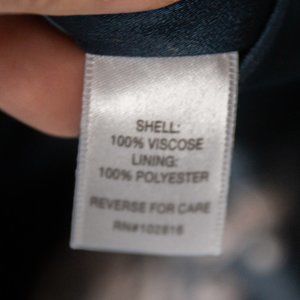 SHELL:
100% VISCOSE
LINING:
100% POLYESTER
REVERSE FOR CARE
RN#102816